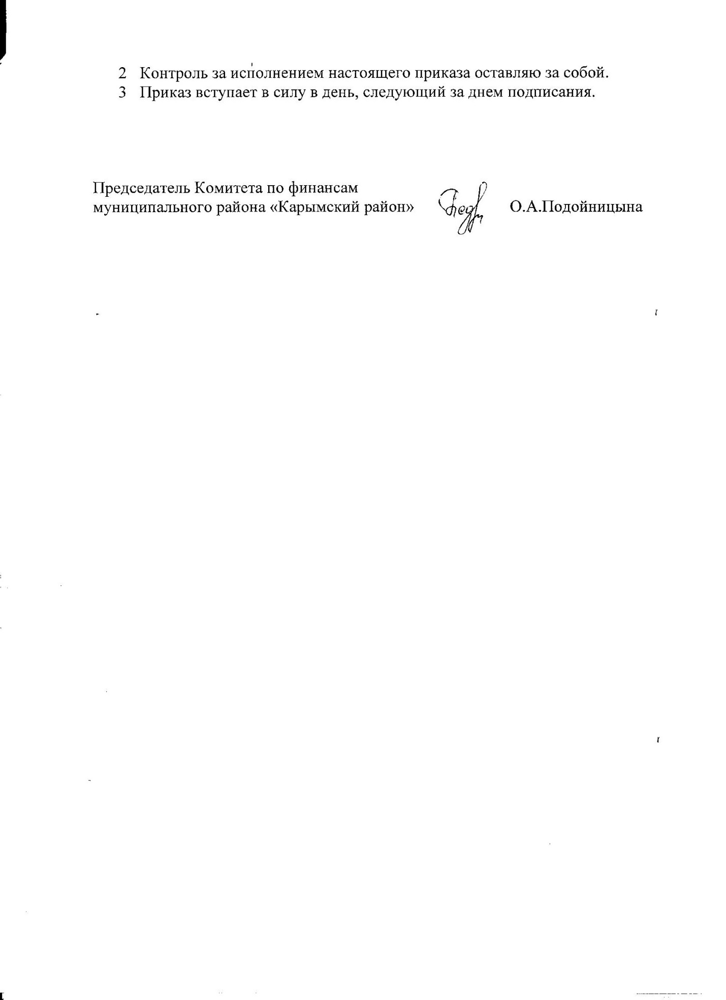 2 Контроль за исполнением настоящего приказа оставляю за собой.
3 Приказ вступает в силу в день, следующий за днем подписания.
Председатель Комитета по финансам
муниципального района «Карымский район» О.А.Подойницына